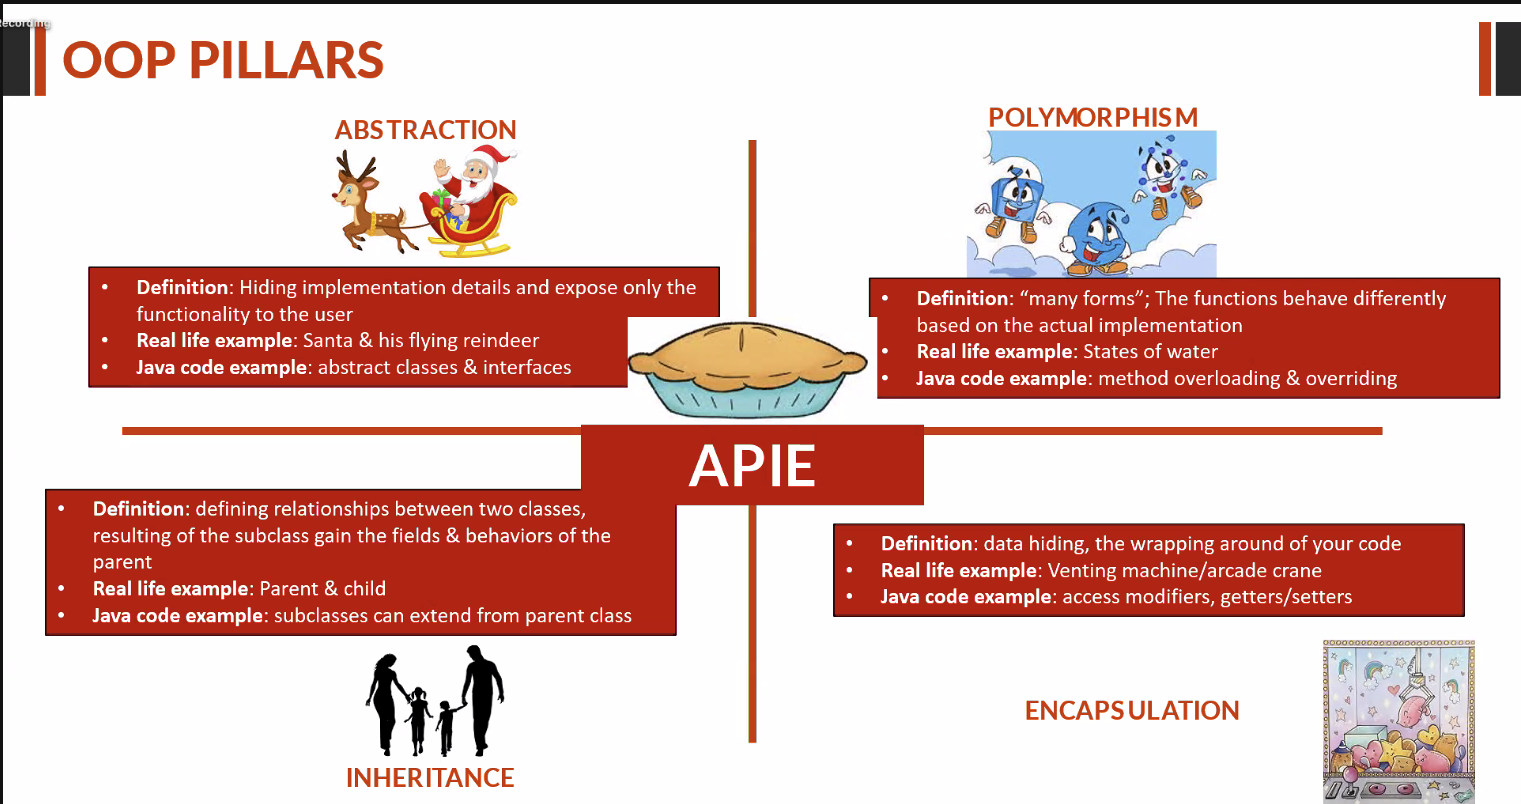 Recording
OOP PILLARS
ABSTRACTION
• Definition: Hiding implementation details and expose only the
functionality to the user
• Real life example: Santa & his flying reindeer
• Java code example: abstract classes & interfaces
POLYMORPHISM
• Definition: “many forms”; The functions behave differently
based on the actual implementation
• Real life example: States of water
• Java code example: method overloading & overriding
APIE
• Definition: defining relationships between two classes,
resulting of the subclass gain the fields & behaviors of the
parent
• Real life example: Parent & child
• Java code example: subclasses can extend from parent class
INHERITANCE
• Definition: data hiding, the wrapping around of your code
• Real life example: Venting machine/arcade crane
• Java code example: access modifiers, getters/setters
ENCAPSULATION